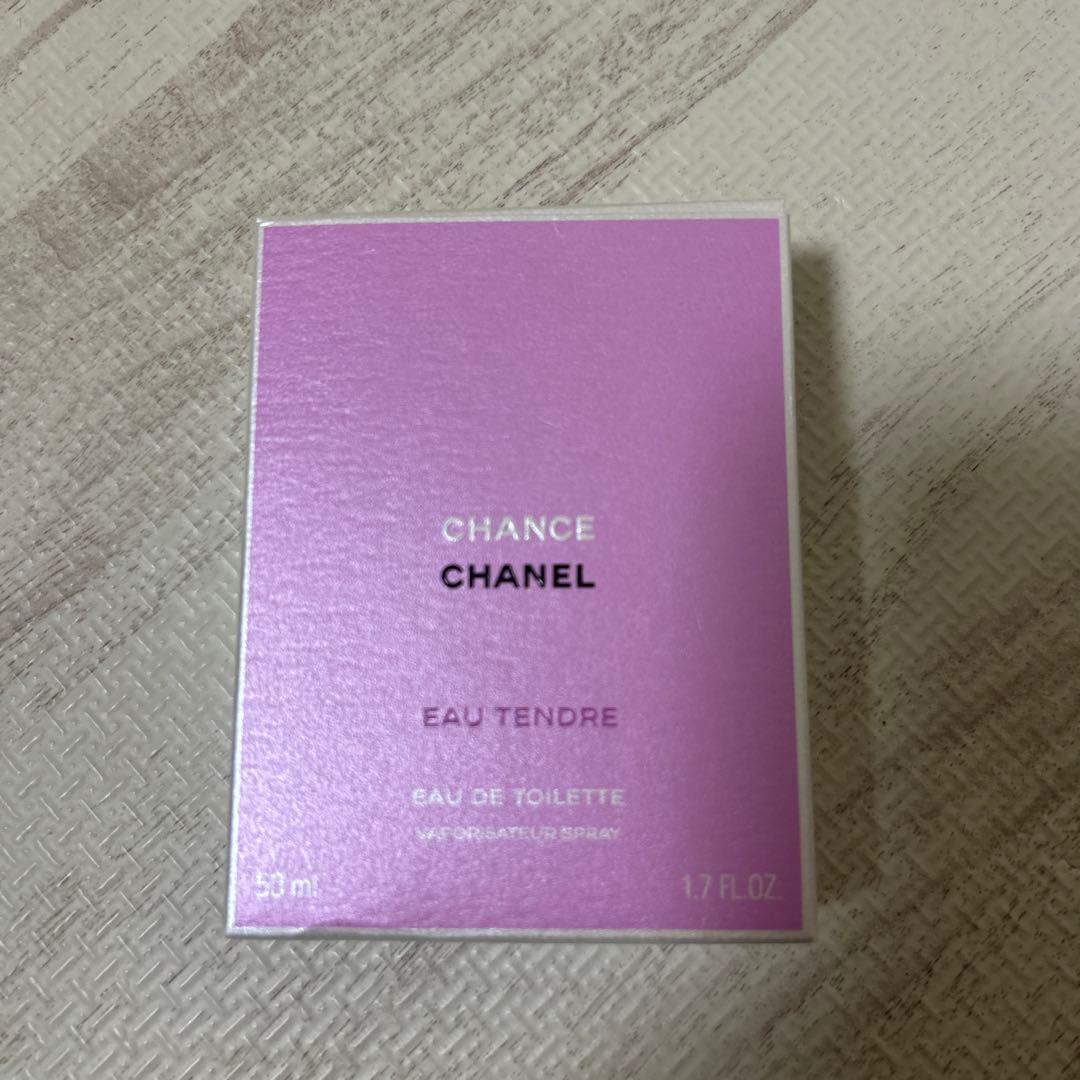 CHANCE
CHANEL
EAU TENDRE
EAU DE TOILETTE
VAPORISATEUR SPRAY
50 ml 1.7 FL.OZ.